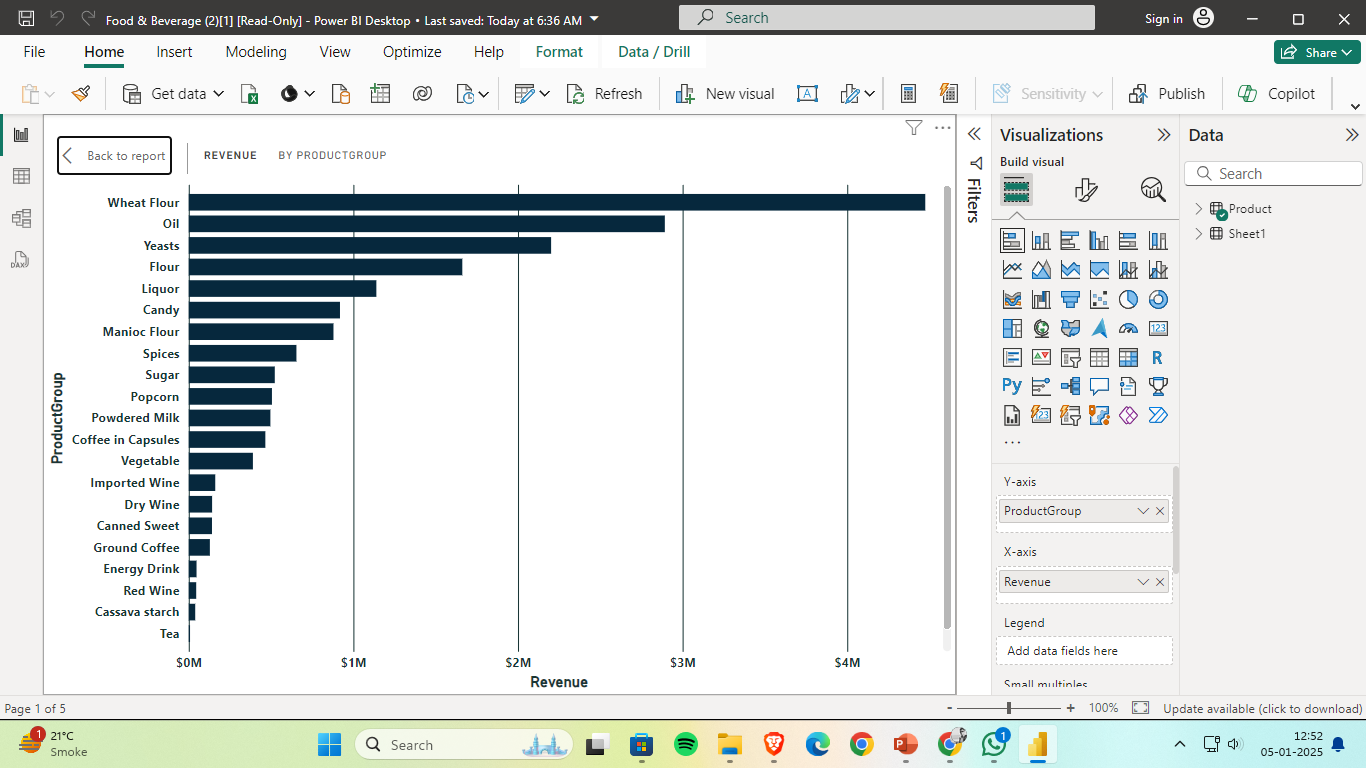 Food & Beverage (2)[1] [Read-Only] - Power BI Desktop • Last saved: Today at 6:36 AM
Search
Sign in
File
Home
Insert
Modeling
View
Optimize
Help
Format
Data / Drill
Share
Get data
Refresh
New visual
Sensitivity
Publish
Copilot
Back to report
REVENUE
BY PRODUCTGROUP
ProductGroup
Wheat Flour
Oil
Yeasts
Flour
Liquor
Candy
Manioc Flour
Spices
Sugar
Popcorn
Powdered Milk
Coffee in Capsules
Vegetable
Imported Wine
Dry Wine
Canned Sweet
Ground Coffee
Energy Drink
Red Wine
Cassava starch
Tea
$0M
$1M
$2M
$3M
$4M
Revenue
Filters
Visualizations
Build visual
123
R
Py
123
Y-axis
ProductGroup
X-axis
Revenue
Legend
Add data fields here
Small multiples
Data
Search
Product
Sheet1
DAX
Page 1 of 5
- + 100%
Update available (click to download)
1
21°C
Smoke
Search
1
12:52
05-01-2025